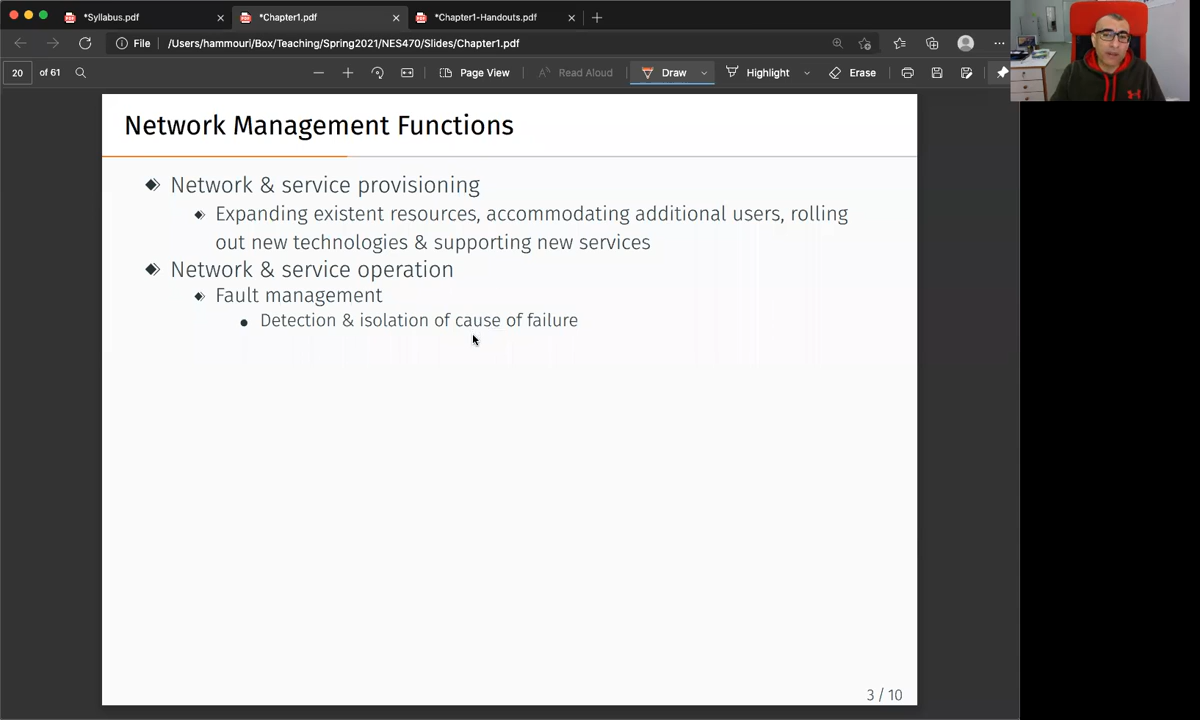 *Syllabus.pdf
*Chapter1.pdf
*Chapter1-Handouts.pdf
File
/Users/hammouri/Box/Teaching/Spring2021/NES470/Slides/Chapter1.pdf
20 of 61
Page View
Read Aloud
Draw
Highlight
Erase
Network Management Functions
Network & service provisioning
Expanding existent resources, accommodating additional users, rolling
out new technologies & supporting new services
Network & service operation
Fault management
Detection & isolation of cause of failure
3 / 10